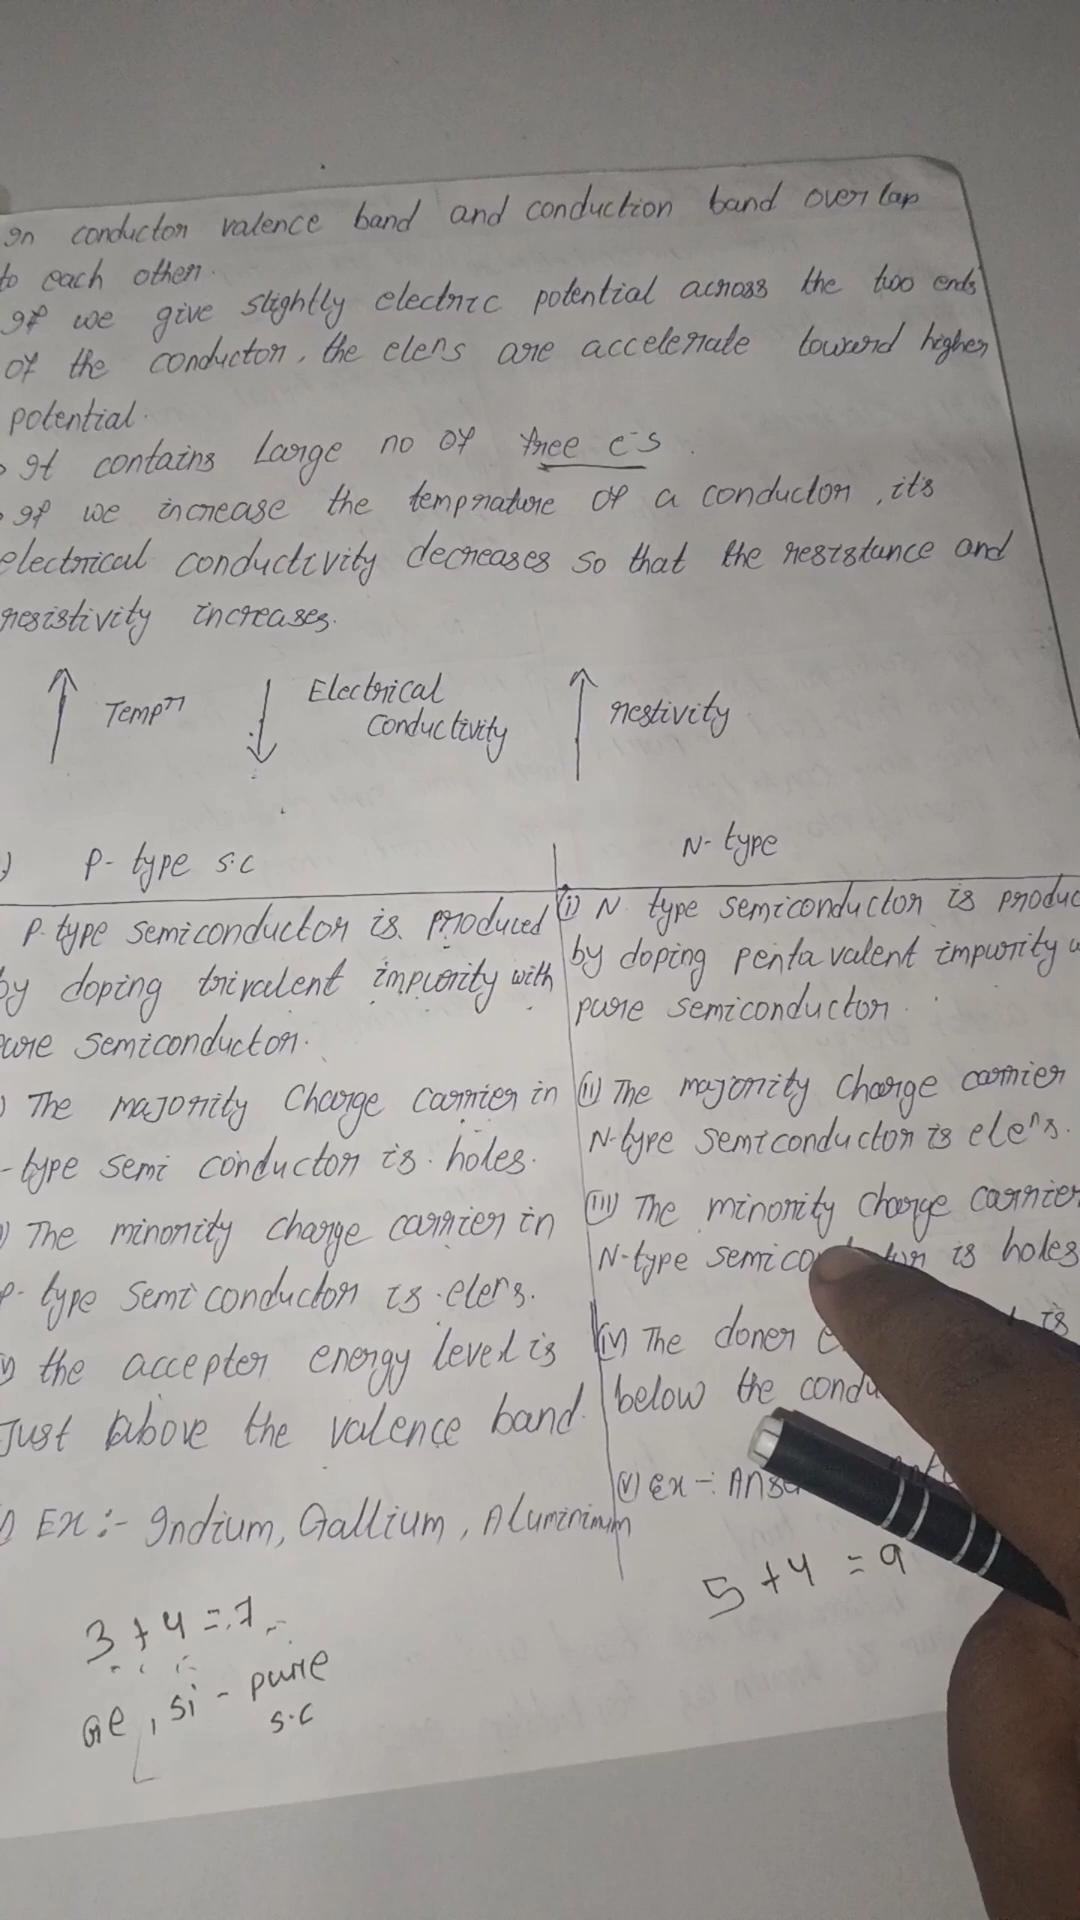 In conductor valence band and conduction band overlap
to each other.
If we give slightly electric potential across the two ends
of the conductor, the elens are accelerate toward higher
potential.
It contains Large no of free e-s.
If we increase the tempriature of a conductor, its
electrical conductivity decreases so that the resistance and
resistivity increases.
↑ Tempr ↓ Electrical Conductivity ↑ restivity
P-type s.c
N-type
P-type semiconductor is produced
by doping trivalent impurity with
pure semiconductor.
The majority Charge carrier in
-type semi conductor is holes.
The minority charge carrier in
P-type Semi conductor is elens.
the accepter energy level is
Just above the valence band.
Ex:- Indium, Gallium, Aluminimum
3+4=7
Ge, si - pure
s.c
(i) N type semiconductor is produc
by doping penta valent impurity w
pure semiconductor.
(ii) The majority charge carrier
N-type semiconductor is elens.
(iii) The minority charge carrier
N-type semico is holes
(iv) The doner is
below the condu
(v) Ex -:
5+4=9